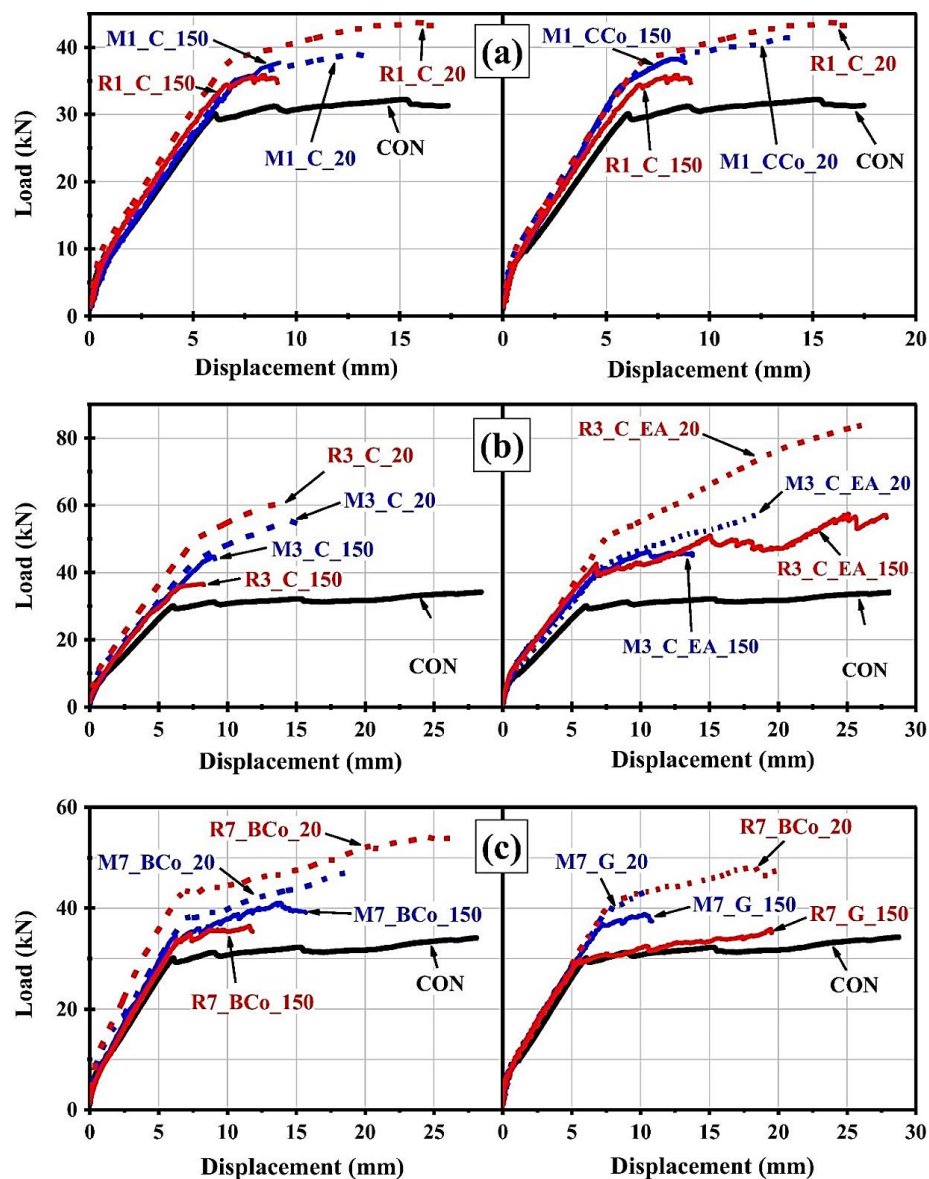 M1_C_150
R1_C_150
(a)
R1_C_20
M1_C_20
CON
M1_CCo_150
R1_C_20
R1_C_150
M1_CCo_20
CON
Load (kN)
40
30
20
10
0
0 5 10 15
0 5 10 15 20
Displacement (mm)
Displacement (mm)
(b)
R3_C_20
M3_C_20
M3_C_150
R3_C_150
CON
R3_C_EA_20
M3_C_EA_20
R3_C_EA_150
M3_C_EA_150
CON
Load (kN)
80
60
40
20
0
0 5 10 15 20 25
0 5 10 15 20 25 30
Displacement (mm)
Displacement (mm)
(c)
R7_BCo_20
M7_BCo_20
M7_BCo_150
R7_BCo_150
CON
R7_BCo_20
M7_G_20
M7_G_150
R7_G_150
CON
Load (kN)
60
40
20
0
0 5 10 15 20 25
0 5 10 15 20 25 30
Displacement (mm)
Displacement (mm)